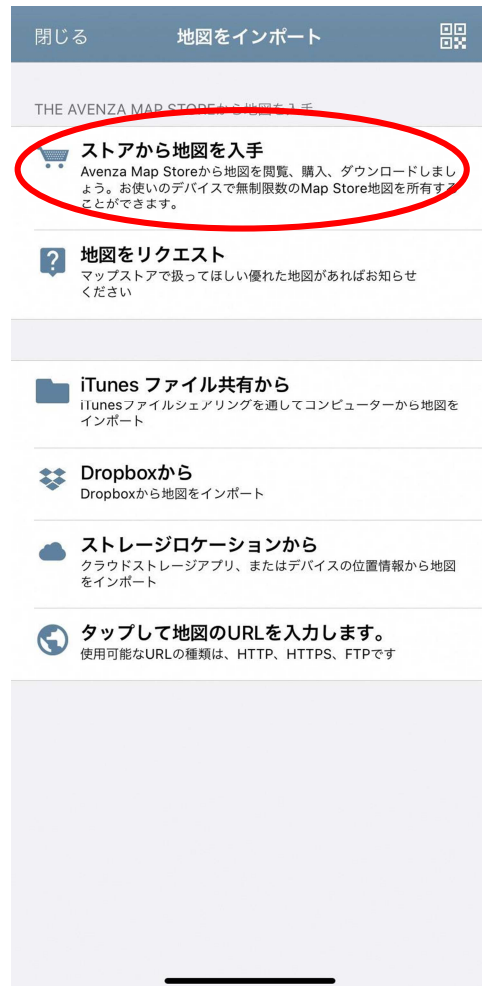 閉じる 地図をインポート
THE AVENZA MAP STOREから地図を入手
ストアから地図を入手
Avenza Map Storeから地図を閲覧、購入、ダウンロードしまし
ょう。お使いのデバイスで無制限数のMap Store地図を所有する
ことができます。
地図をリクエスト
マップストアで扱ってほしい優れた地図があればお知らせ
ください
iTunes ファイル共有から
iTunesファイルシェアリングを通してコンピューターから地図を
インポート
Dropboxから
Dropboxから地図をインポート
ストレージロケーションから
クラウドストレージアプリ、またはデバイスの位置情報から地図
をインポート
タップして地図のURLを入力します。
使用可能なURLの種類は、HTTP、HTTPS、FTPです